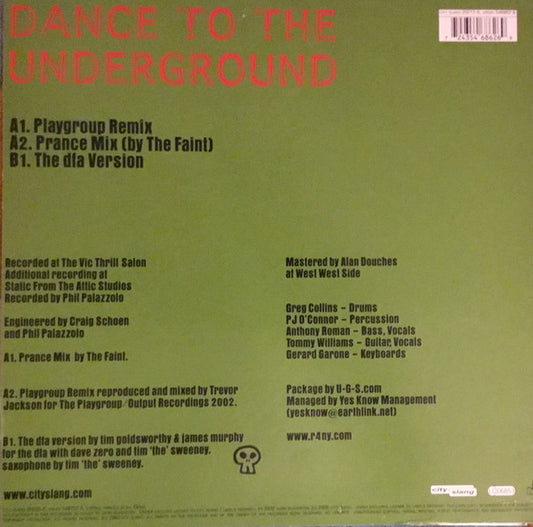 DANCE TO THE
UNDERGROUND
7 24354 68626
A1. Playgroup Remix
A2. Prance Mix (by The Faint)
B1. The dfa Version
Recorded at The Vic Thrill Salon
Additional recording at
Static From The Attic Studios
Recorded by Phil Palazzolo
Engineered by Craig Schoen
and Phil Palazzolo
A1. Prance Mix by The Faint.
A2. Playgroup Remix reproduced and mixed by Trevor
Jackson for The Playgroup/Output Recordings 2002.
B1. The dfa version by tim goldsworthy & james murphy
for the dfa with dave zero and tim 'the' sweeney.
saxophone by tim 'the' sweeney.
www.cityslang.com
Mastered by Alan Douches
at West West Side
Greg Collins – Drums
PJ O'Connor – Percussion
Anthony Roman – Bass, Vocals
Tommy Williams – Guitar, Vocals
Gerard Garone – Keyboards
Package by U-G-S.com
Managed by Yes Know Management
(yesknow@earthlink.net)
www.r4ny.com
city slang